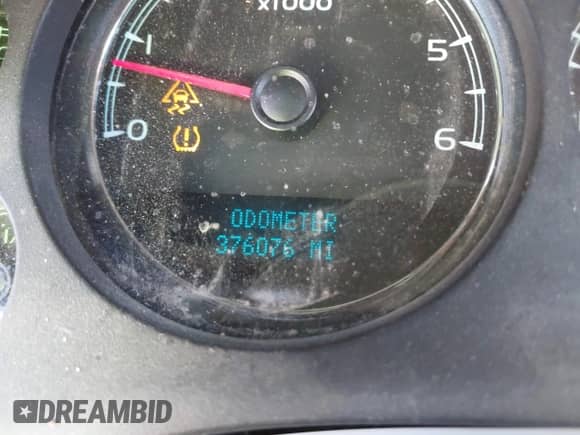 x1000
1
5
0
6
ODOMETER
376076 MI
DREAMBID